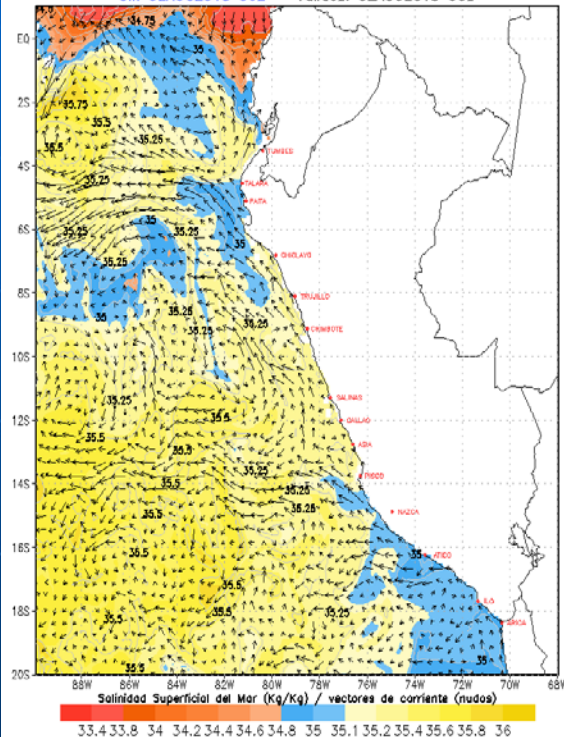 34.75
E0
35
2S
35.75
35.5
35.5
35.25
TUMBES
4S
35.25
TALARA
PAITA
35
35.25
35.25
35
6S
CHICLAYO
35.25
8S
TRUJILLO
35
35.25
35.25
35.25
CHIMBOTE
10S
SALINAS
35.25
35.5
12S
CALLAO
35.5
35.5
ASIA
35.25
PISCO
14S
35.5
35.25
35.25
35.5
NAZCA
16S
35.5
35
ATICO
35.5
ILO
18S
35.5
35.5
35.25
ARICA
35.5
35
20S
88W 86W 84W 82W 80W 78W 76W 74W 72W 70W 68W
Salinidad Superficial del Mar (Kg/Kg) / vectores de corriente (nudos)
33.4 33.8 34 34.2 34.4 34.6 34.8 35 35.1 35.2 35.4 35.6 35.8 36